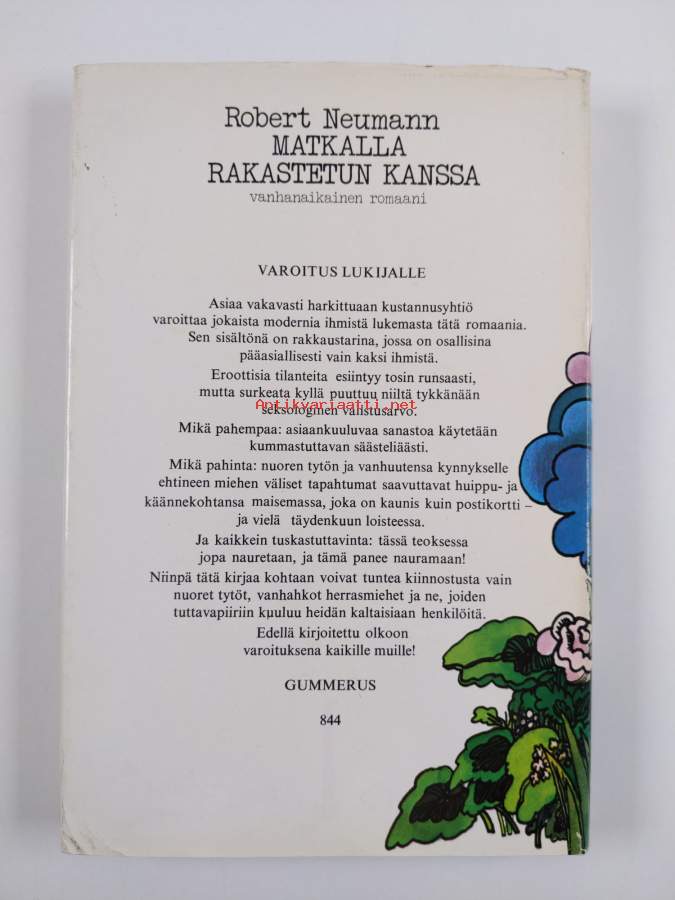 Robert Neumann
MATKALLA
RAKASTETUN KANSSA
vanhanaikainen romaani
VAROITUS LUKIJALLE
Asiaa vakavasti harkittuaan kustannusyhtiö
varoittaa jokaista modernia ihmistä lukemasta tätä romaania.
Sen sisältönä on rakkaustarina, jossa on osallisina
pääasiallisesti vain kaksi ihmistä.
Eroottisia tilanteita esiintyy tosin runsaasti,
mutta surkeata kyllä puuttuu niiltä tykkänään
Antikvariaatti.net
seksologinen valistusarvo.
Mikä pahempaa: asiaankuuluvaa sanastoa käytetään
kummastuttavan säästeliäästi.
Mikä pahinta: nuoren tytön ja vanhuutensa kynnykselle
ehtineen miehen väliset tapahtumat saavuttavat huippu- ja
käännekohtansa maisemassa, joka on kaunis kuin postikortti –
ja vielä täydenkuun loisteessa.
Ja kaikkein tuskastuttavinta: tässä teoksessa
jopa nauretaan, ja tämä panee nauramaan!
Niinpä tätä kirjaa kohtaan voivat tuntea kiinnostusta vain
nuoret tytöt, vanhahkot herrasmiehet ja ne, joiden
tuttavapiiriin kuuluu heidän kaltaisiaan henkilöitä.
Edellä kirjoitettu olkoon
varoituksena kaikille muille!
GUMMERUS
844